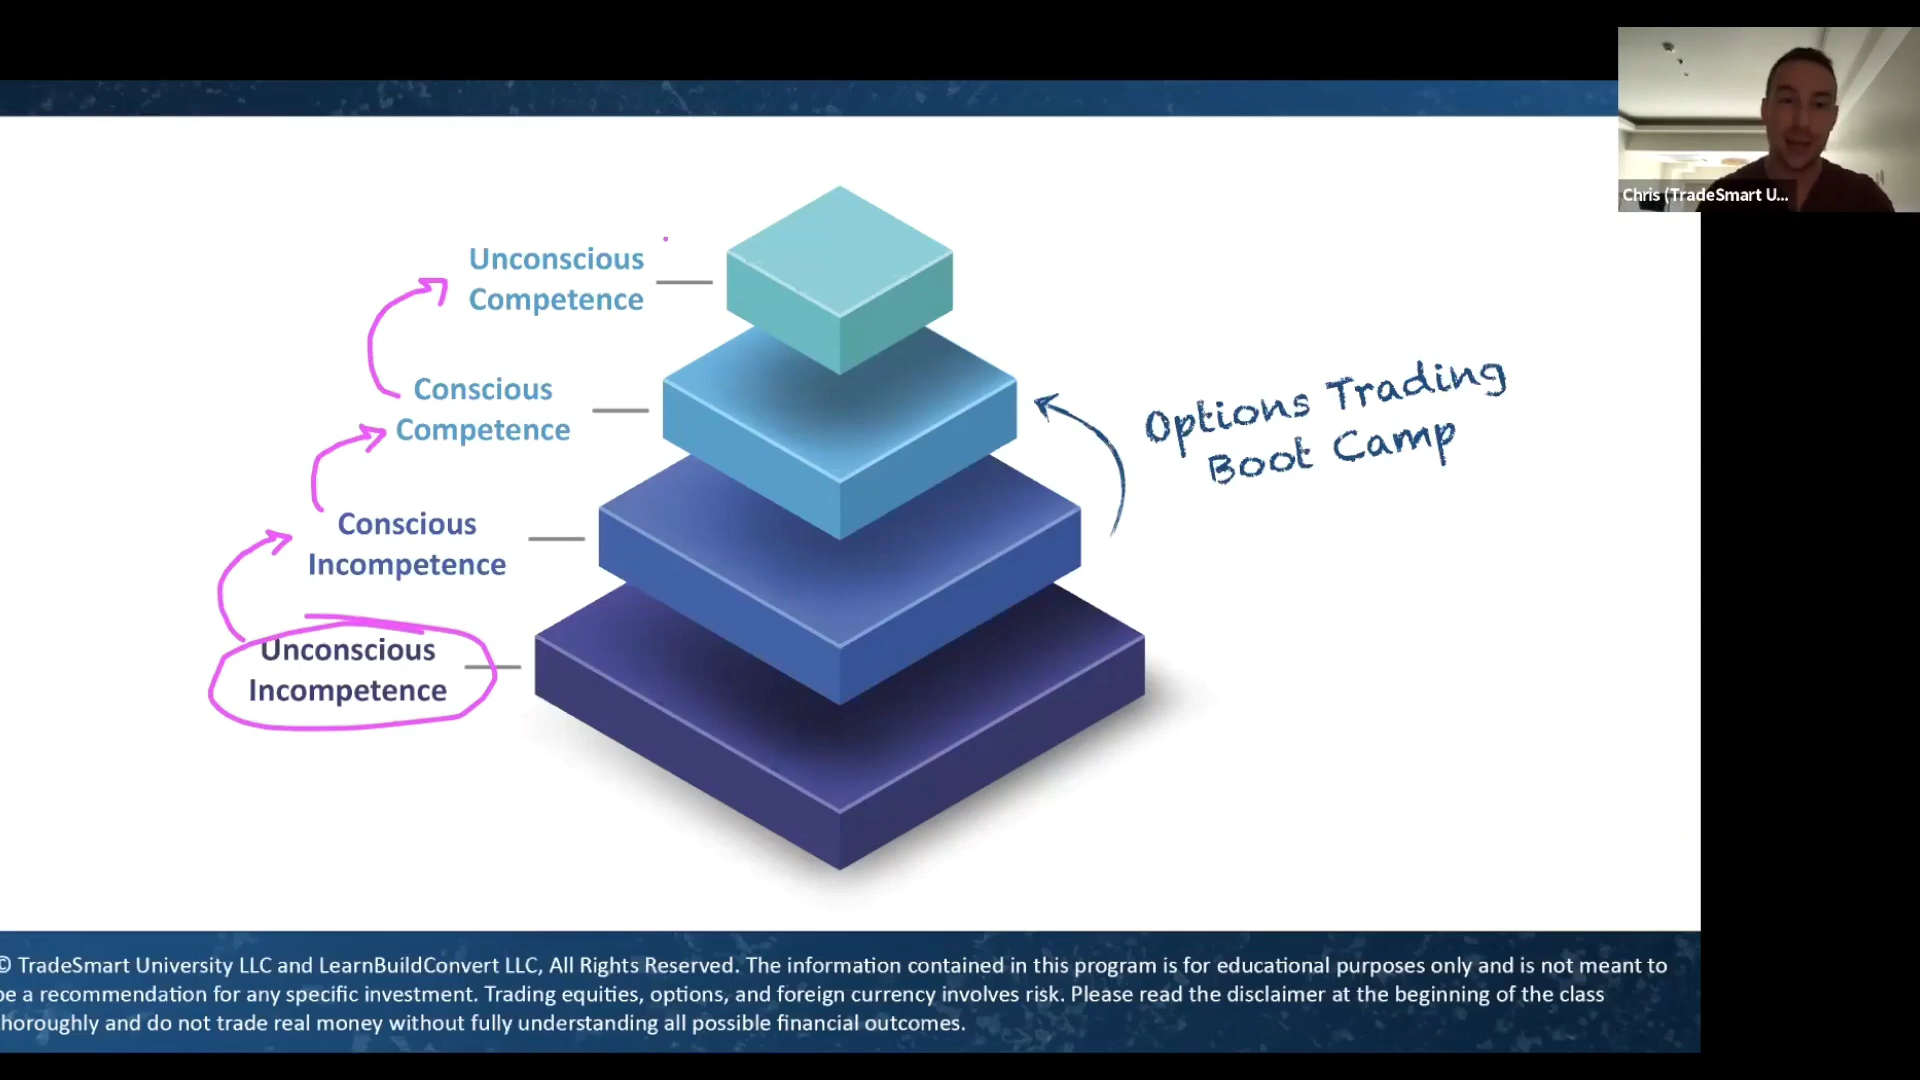 Chris (TradeSmart U...
Unconscious
Competence
Conscious
Competence
Options Trading
Boot Camp
Conscious
Incompetence
Unconscious
Incompetence
© TradeSmart University LLC and LearnBuildConvert LLC, All Rights Reserved. The information contained in this program is for educational purposes only and is not meant to
be a recommendation for any specific investment. Trading equities, options, and foreign currency involves risk. Please read the disclaimer at the beginning of the class
thoroughly and do not trade real money without fully understanding all possible financial outcomes.